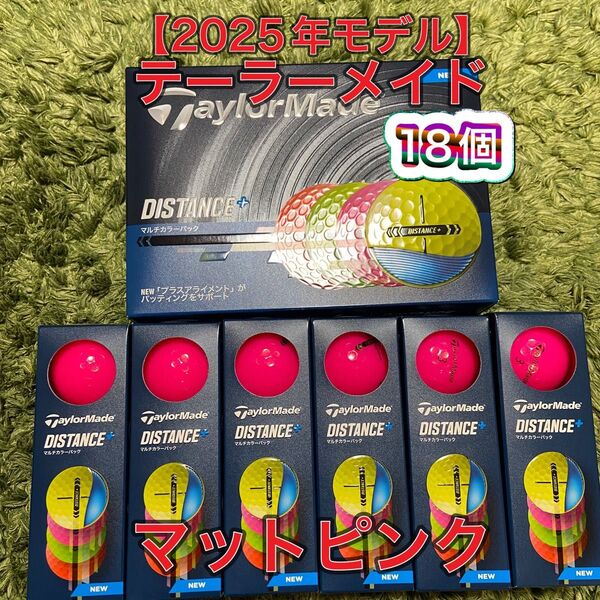 【2025年モデル】
テーラーメイド
NEW
TaylorMade
18個
DISTANCE+
マルチカラーパック
DISTANCE+
NEW「プラスアライメント」が
パッティングをサポート
TaylorMade
DISTANCE+
マルチカラーパック
NEW
TaylorMade
DISTANCE+
マルチカラーパック
NEW
TaylorMade
DISTANCE+
マルチカラーパック
NEW
TaylorMade
DISTANCE+
マルチカラーパック
NEW
TaylorMade
DISTANCE+
マルチカラーパック
NEW
TaylorMade
DISTANCE+
マルチカラーパック
NEW
マットピンク